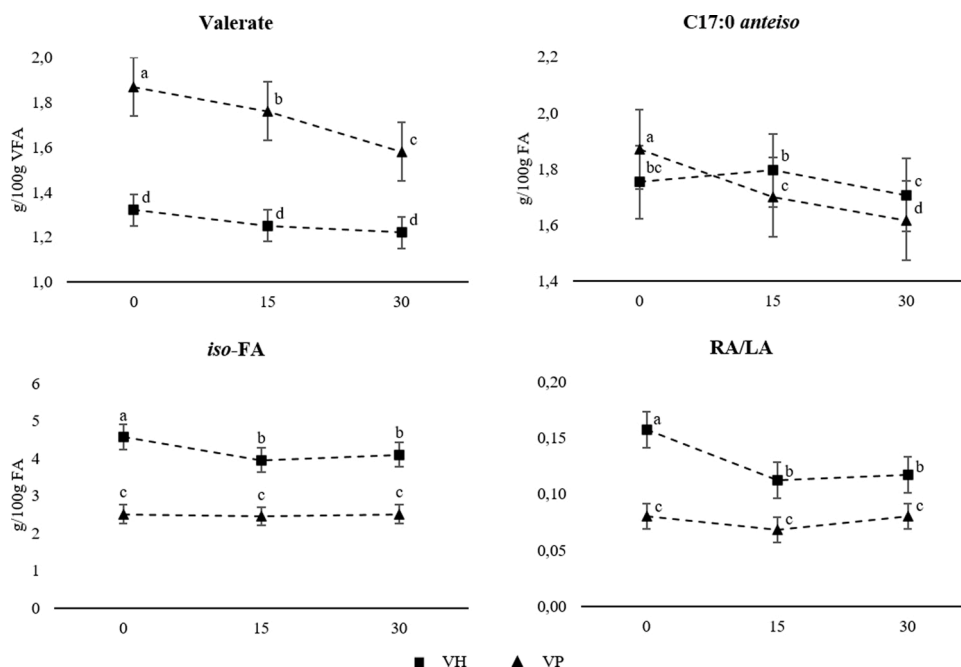 Valerate
g/100g VFA
2,0
1,8
1,6
1,4
1,2
1,0
a
b
c
d
d
d
0 15 30
C17:0 anteiso
g/100g FA
2,2
2,0
1,8
1,6
1,4
a
bc
b
c
c
d
0 15 30
iso-FA
g/100g FA
6
5
4
3
2
1
0
a
b
b
c
c
c
0 15 30
RA/LA
0,20
0,15
0,10
0,05
0,00
a
b
b
c
c
c
0 15 30
VH VP